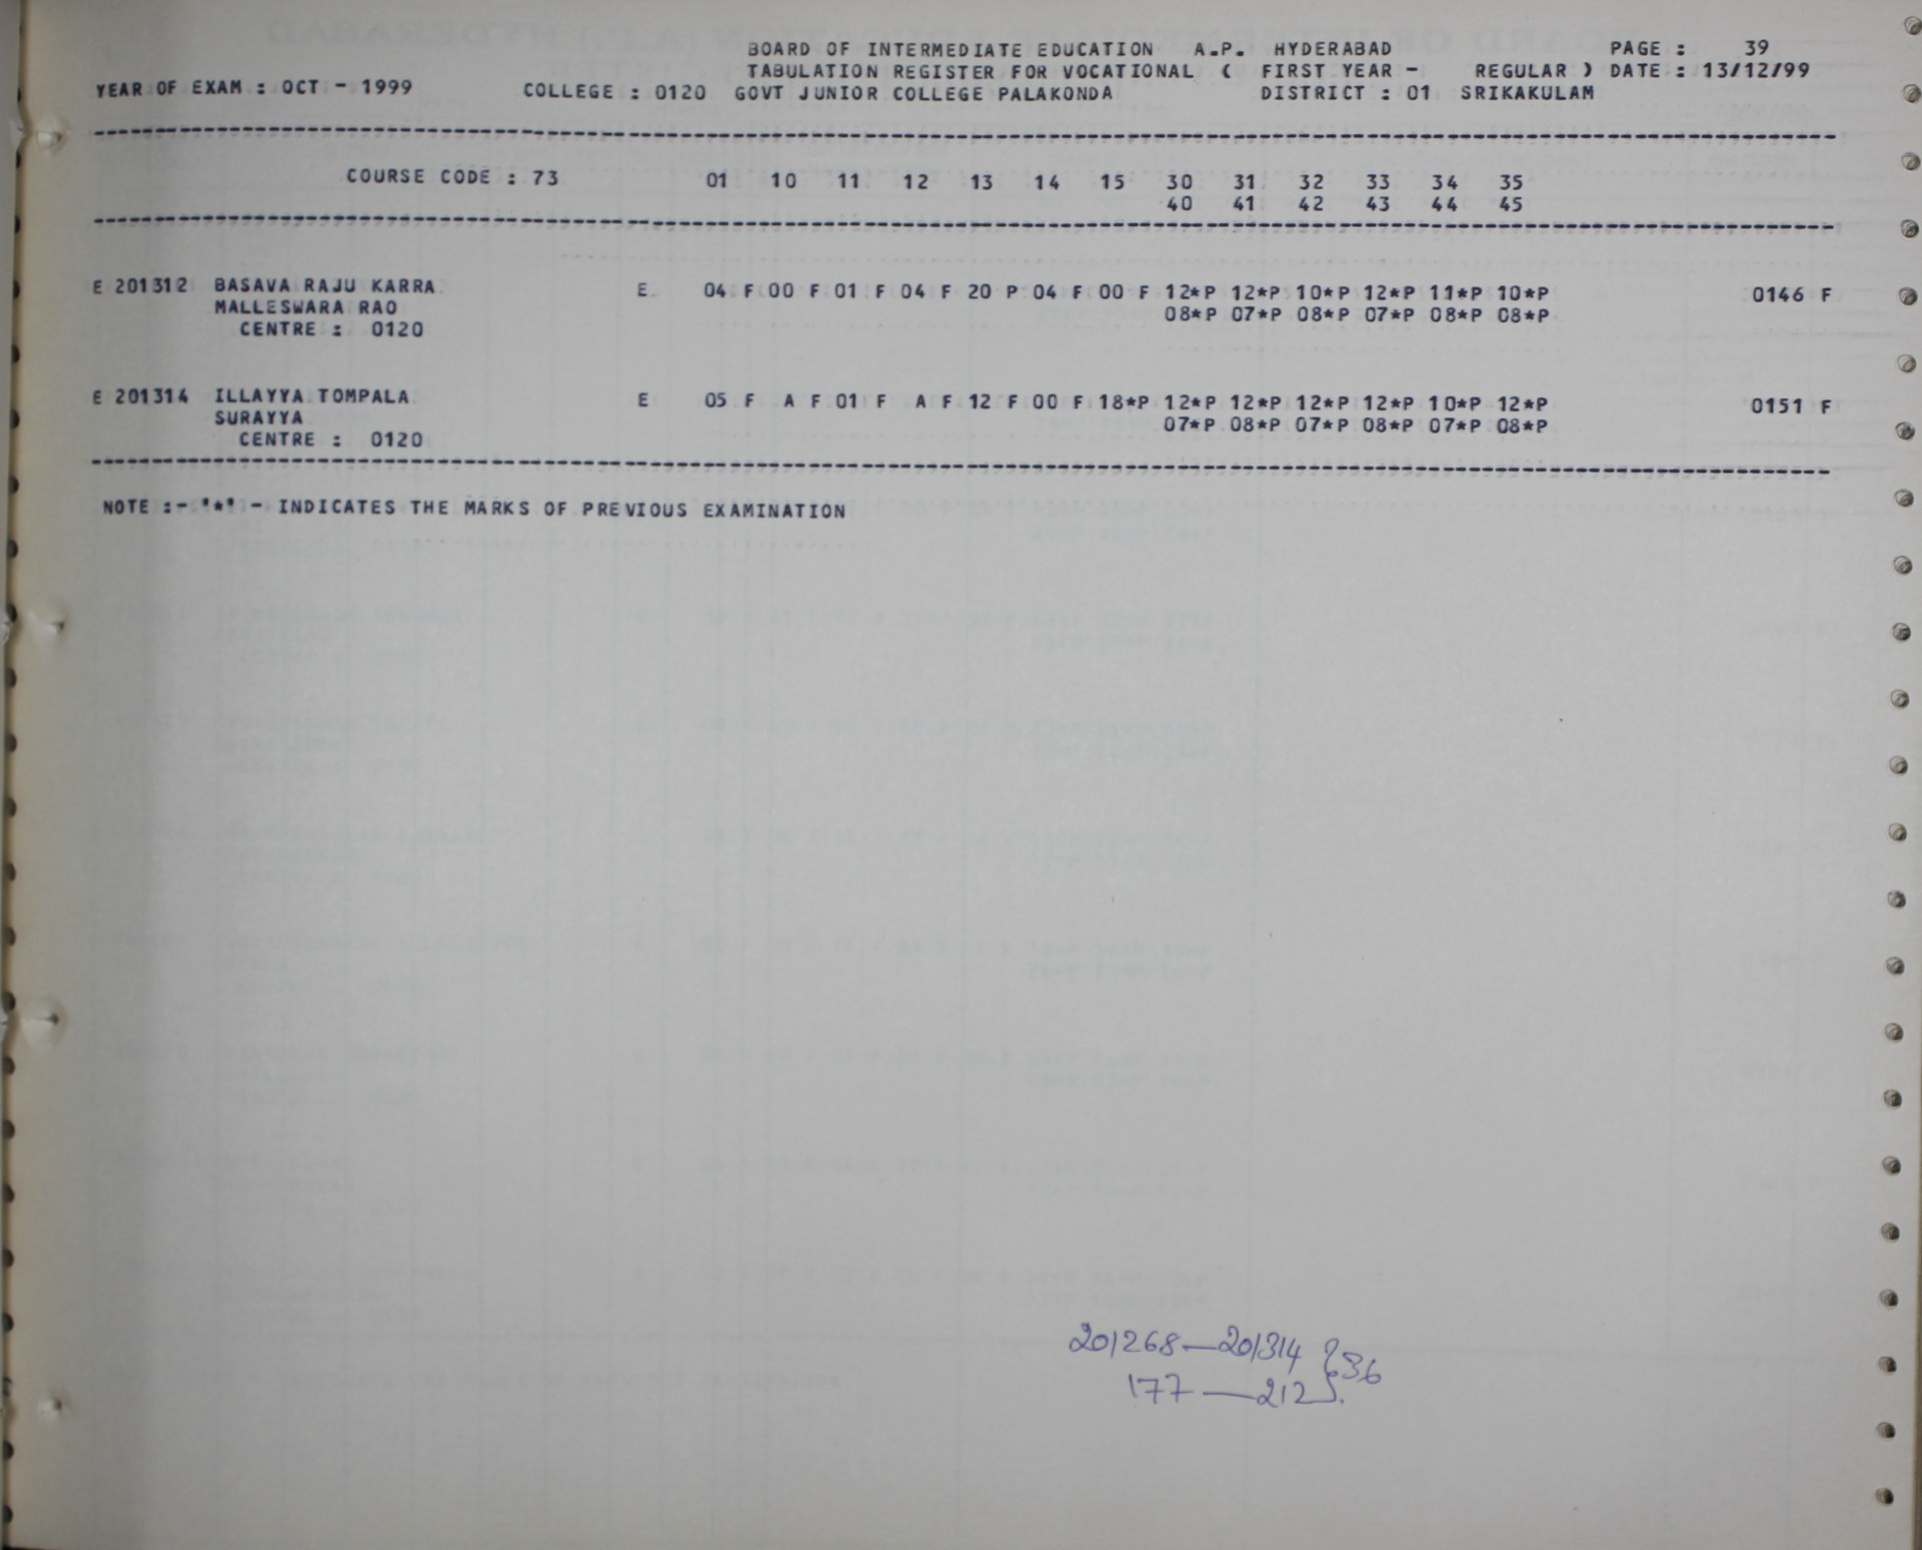 BOARD OF INTERMEDIATE EDUCATION A.P. HYDERABAD PAGE : 39
TABULATION REGISTER FOR VOCATIONAL ( FIRST YEAR - REGULAR ) DATE : 13/12/99
YEAR OF EXAM : OCT - 1999 COLLEGE : 0120 GOVT JUNIOR COLLEGE PALAKONDA DISTRICT : 01 SRIKAKULAM
COURSE CODE : 73 01 10 11 12 13 14 15 30 31 32 33 34 35
40 41 42 43 44 45
E 201312 BASAVA RAJU KARRA E 04 F 00 F 01 F 04 F 20 P 04 F 00 F 12*P 12*P 10*P 12*P 11*P 10*P 0146 F
MALLESWARA RAO 08*P 07*P 08*P 07*P 08*P 08*P
CENTRE : 0120
E 201314 ILLAYYA TOMPALA E 05 F A F 01 F A F 12 F 00 F 18*P 12*P 12*P 12*P 12*P 10*P 12*P 0151 F
SURAYYA 07*P 08*P 07*P 08*P 07*P 08*P
CENTRE : 0120
NOTE :- '*' - INDICATES THE MARKS OF PREVIOUS EXAMINATION
201268—201314 } 36
177 — 212